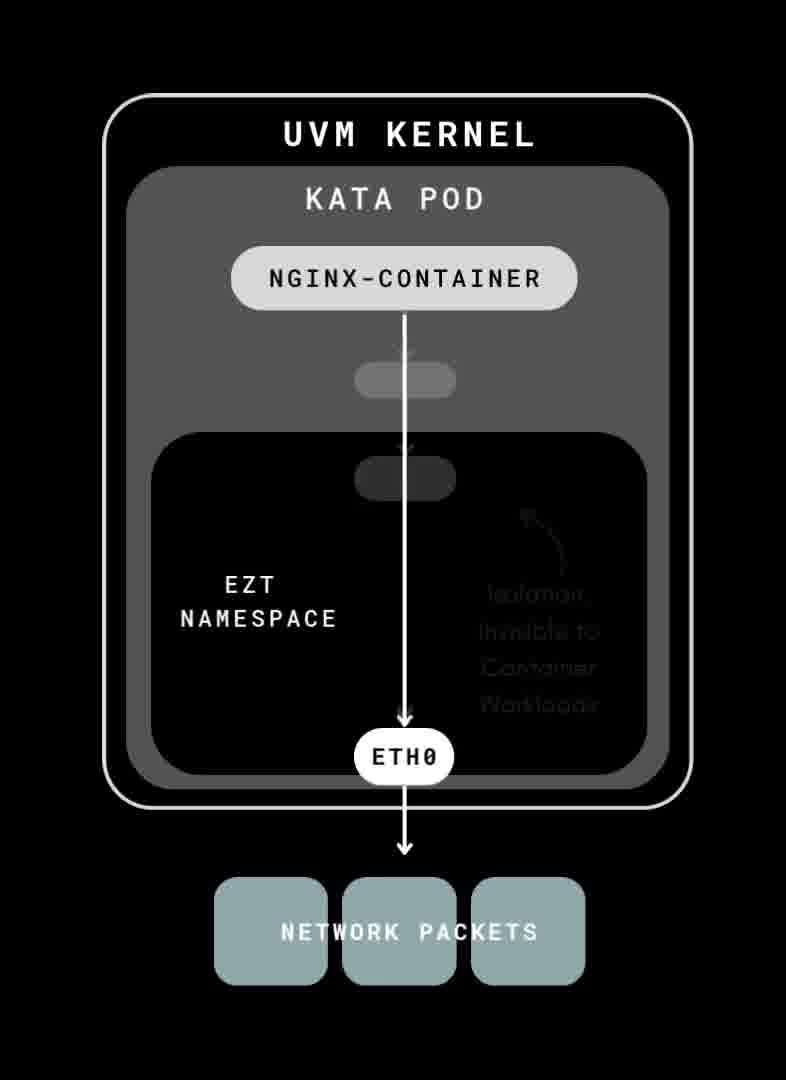 UVM KERNEL
KATA POD
NGINX-CONTAINER
EZT
NAMESPACE
Isolation,
Invisible to
Container
Workloads
ETH0
NETWORK PACKETS